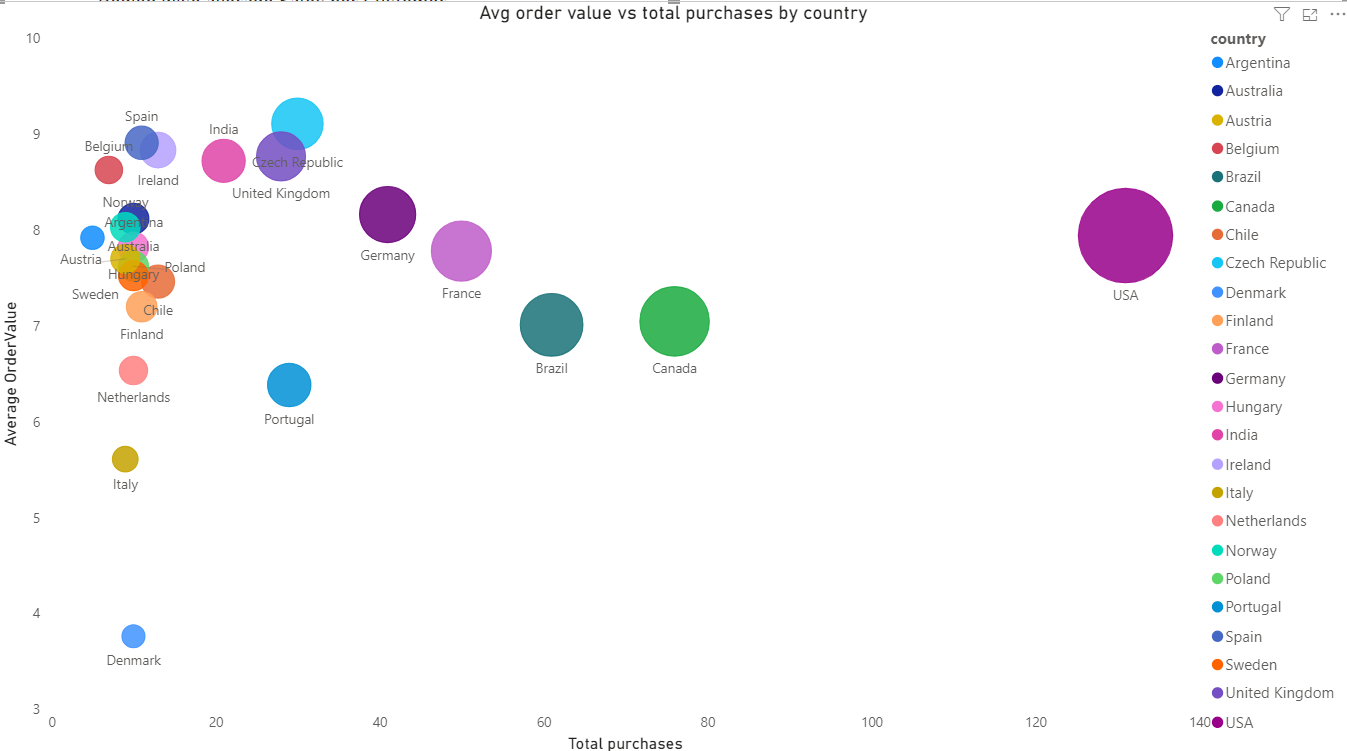 Avg order value vs total purchases by country
country
10
9
8
7
6
5
4
3
Average OrderValue
Spain
Belgium
Ireland
India
Czech Republic
United Kingdom
Norway
Argentina
Australia
Austria
Hungary
Poland
Sweden
Chile
Finland
Netherlands
Italy
Denmark
Germany
France
Portugal
Brazil
Canada
USA
0 20 40 60 80 100 120 140
Total purchases
Argentina
Australia
Austria
Belgium
Brazil
Canada
Chile
Czech Republic
Denmark
Finland
France
Germany
Hungary
India
Ireland
Italy
Netherlands
Norway
Poland
Portugal
Spain
Sweden
United Kingdom
USA